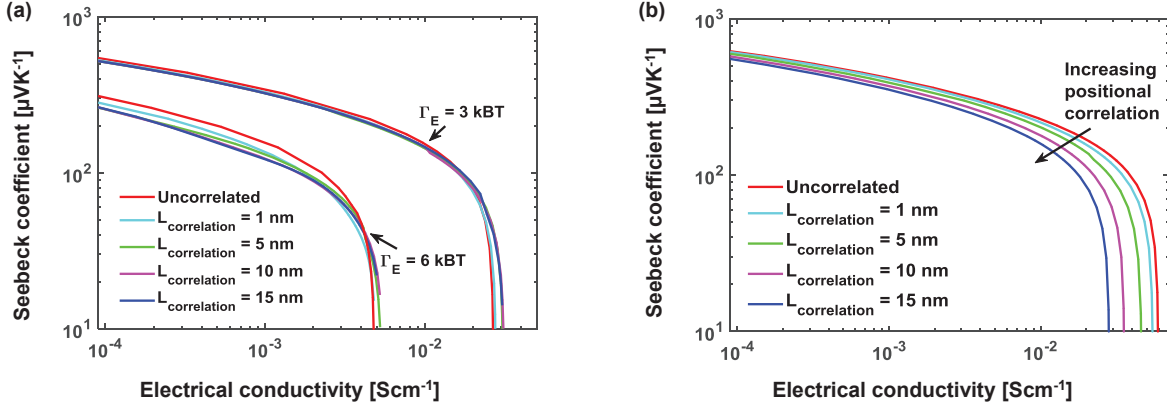 (a)
Seebeck coefficient [μVK⁻¹]
10³
10²
10¹
Γ_E = 3 kBT
Γ_E = 6 kBT
Uncorrelated
L_correlation = 1 nm
L_correlation = 5 nm
L_correlation = 10 nm
L_correlation = 15 nm
10⁻⁴
10⁻³
10⁻²
Electrical conductivity [Scm⁻¹]
(b)
Seebeck coefficient [μVK⁻¹]
10³
10²
10¹
Increasing
positional
correlation
Uncorrelated
L_correlation = 1 nm
L_correlation = 5 nm
L_correlation = 10 nm
L_correlation = 15 nm
10⁻⁴
10⁻³
10⁻²
Electrical conductivity [Scm⁻¹]